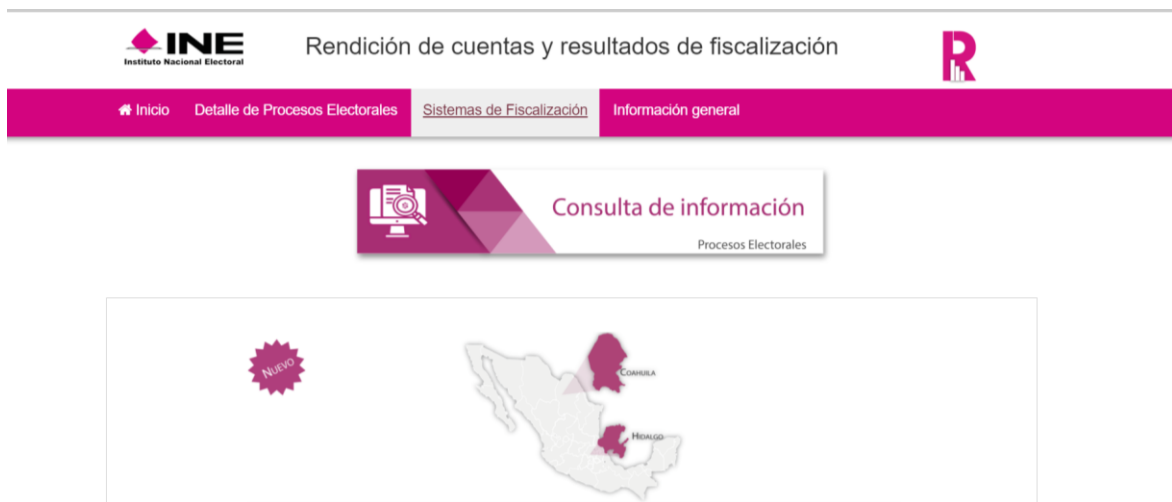 INE
Instituto Nacional Electoral
Rendición de cuentas y resultados de fiscalización
R
Inicio Detalle de Procesos Electorales Sistemas de Fiscalización Información general
Consulta de información
Procesos Electorales
NUEVO
COAHUILA
HIDALGO